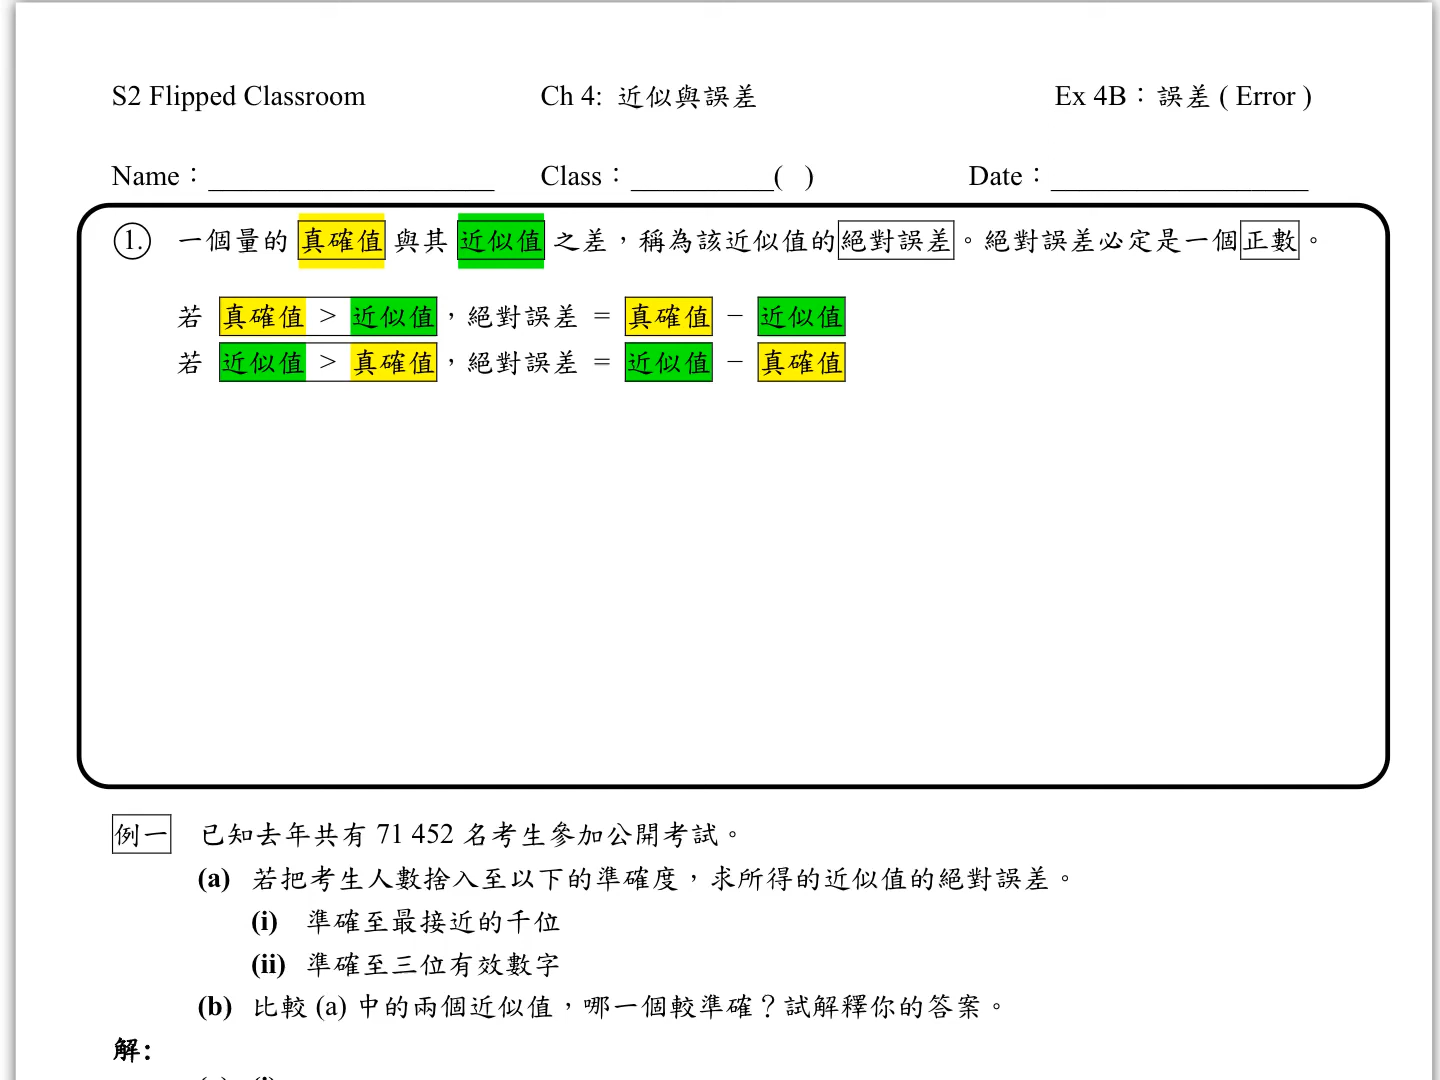 S2 Flipped Classroom Ch 4: 近似與誤差 Ex 4B：誤差 ( Error )
Name：____________________ Class：__________( ) Date：__________________
1. 一個量的 真確值 與其 近似值 之差，稱為該近似值的絕對誤差。絕對誤差必定是一個正數。
若 真確值 > 近似值，絕對誤差 = 真確值 − 近似值
若 近似值 > 真確值，絕對誤差 = 近似值 − 真確值
例一 已知去年共有 71 452 名考生參加公開考試。
(a) 若把考生人數捨入至以下的準確度，求所得的近似值的絕對誤差。
(i) 準確至最接近的千位
(ii) 準確至三位有效數字
(b) 比較 (a) 中的兩個近似值，哪一個較準確？試解釋你的答案。
解：